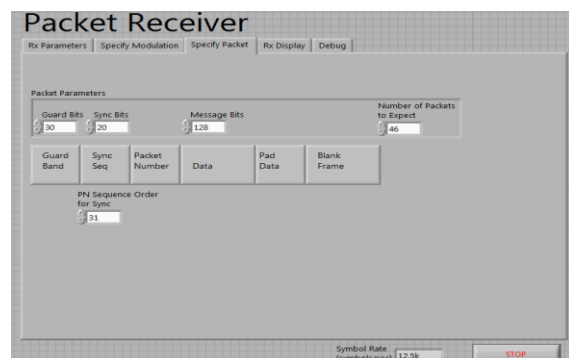 Packet Receiver
Rx Parameters Specify Modulation Specify Packet Rx Display Debug
Packet Parameters
Guard Bits Sync Bits Message Bits Number of Packets to Expect
30 20 128 46
Guard Band Sync Seq Packet Number Data Pad Data Blank Frame
PN Sequence Order
for Sync
31
Symbol Rate
(symbols/sec) 12.5k STOP